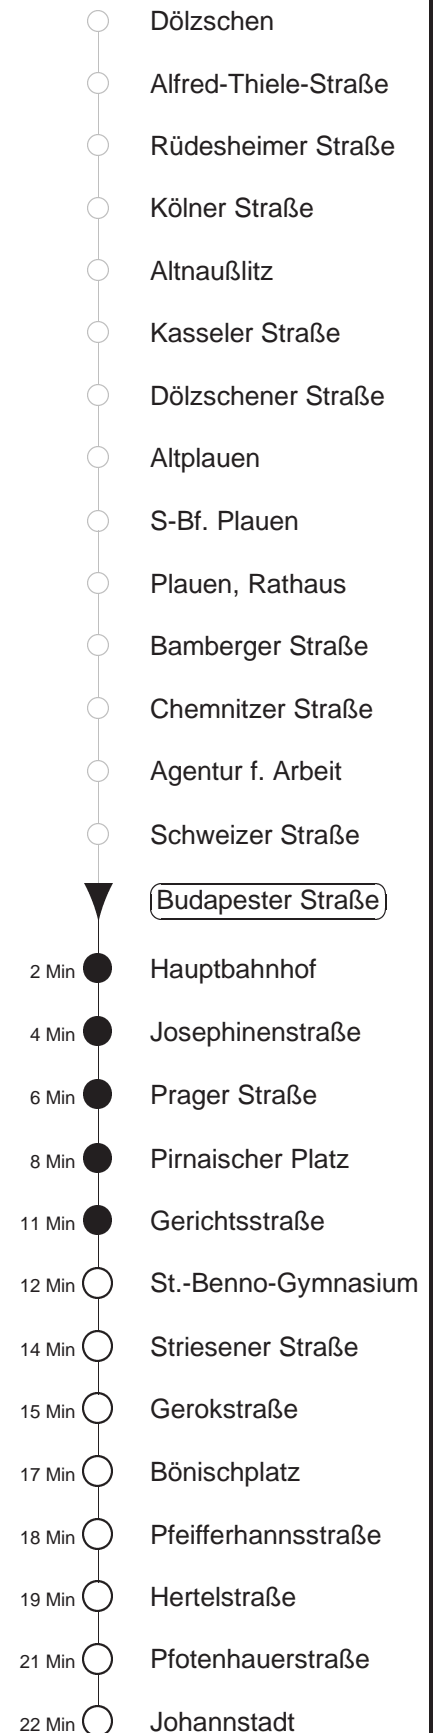 Dölzschen
Alfred-Thiele-Straße
Rüdesheimer Straße
Kölner Straße
Altnaußlitz
Kasseler Straße
Dölzschener Straße
Altplauen
S-Bf. Plauen
Plauen, Rathaus
Bamberger Straße
Chemnitzer Straße
Agentur f. Arbeit
Schweizer Straße
Budapester Straße
2 Min Hauptbahnhof
4 Min Josephinenstraße
6 Min Prager Straße
8 Min Pirnaischer Platz
11 Min Gerichtsstraße
12 Min St.-Benno-Gymnasium
14 Min Striesener Straße
15 Min Gerokstraße
17 Min Bönischplatz
18 Min Pfeifferhannsstraße
19 Min Hertelstraße
21 Min Pfotenhauerstraße
22 Min Johannstadt